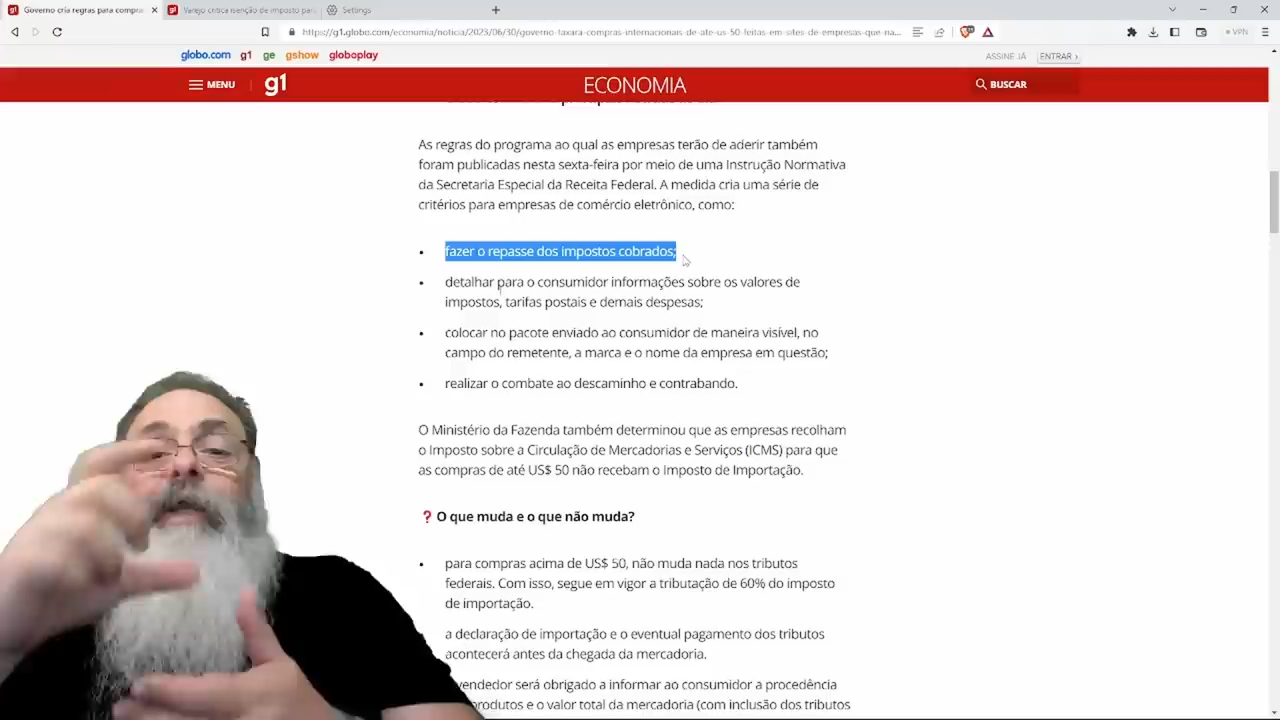 Governo cria regras para compra
Varejo critica isenção de imposto para
Settings
https://g1.globo.com/economia/noticia/2023/06/30/governo-taxara-compras-internacionais-de-ate-us-50-feitas-em-sites-de-empresas-que-na...
VPN
globo.com g1 ge gshow globoplay
ASSINE JÁ ENTRAR ›
MENU g1 ECONOMIA BUSCAR
As regras do programa ao qual as empresas terão de aderir também
foram publicadas nesta sexta-feira por meio de uma Instrução Normativa
da Secretaria Especial da Receita Federal. A medida cria uma série de
critérios para empresas de comércio eletrônico, como:
• fazer o repasse dos impostos cobrados;
• detalhar para o consumidor informações sobre os valores de
impostos, tarifas postais e demais despesas;
• colocar no pacote enviado ao consumidor de maneira visível, no
campo do remetente, a marca e o nome da empresa em questão;
• realizar o combate ao descaminho e contrabando.
O Ministério da Fazenda também determinou que as empresas recolham
o Imposto sobre a Circulação de Mercadorias e Serviços (ICMS) para que
as compras de até US$ 50 não recebam o Imposto de Importação.
❓ O que muda e o que não muda?
• para compras acima de US$ 50, não muda nada nos tributos
federais. Com isso, segue em vigor a tributação de 60% do imposto
de importação.
a declaração de importação e o eventual pagamento dos tributos
acontecerá antes da chegada da mercadoria.
vendedor será obrigado a informar ao consumidor a procedência
produtos e o valor total da mercadoria (com inclusão dos tributos